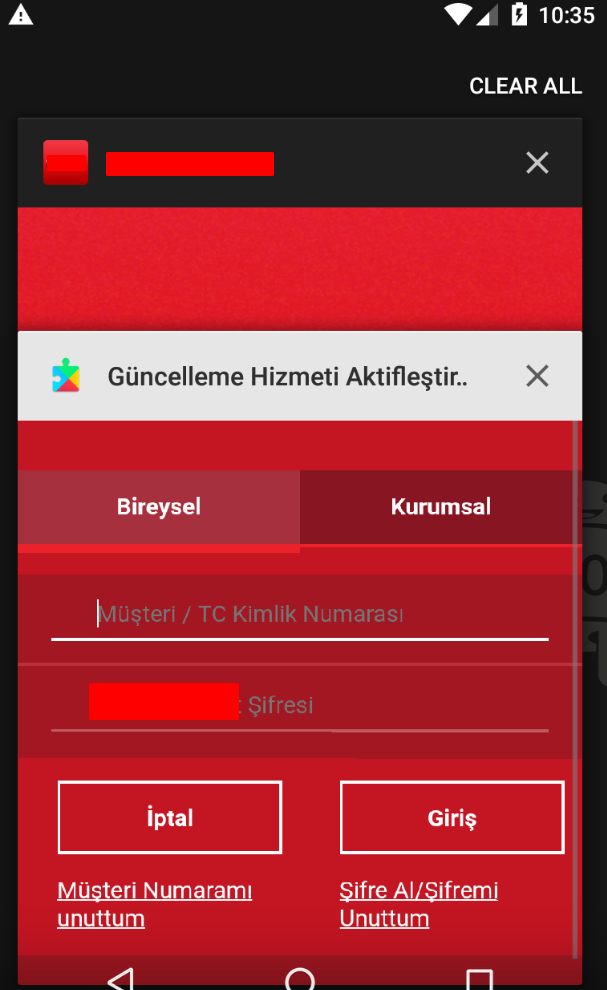 10:35
CLEAR ALL
Güncelleme Hizmeti Aktifleştir..
Bireysel
Kurumsal
Müşteri / TC Kimlik Numarası
Şifresi
İptal
Giriş
Müşteri Numaramı
unuttum
Şifre Al/Şifremi
Unuttum